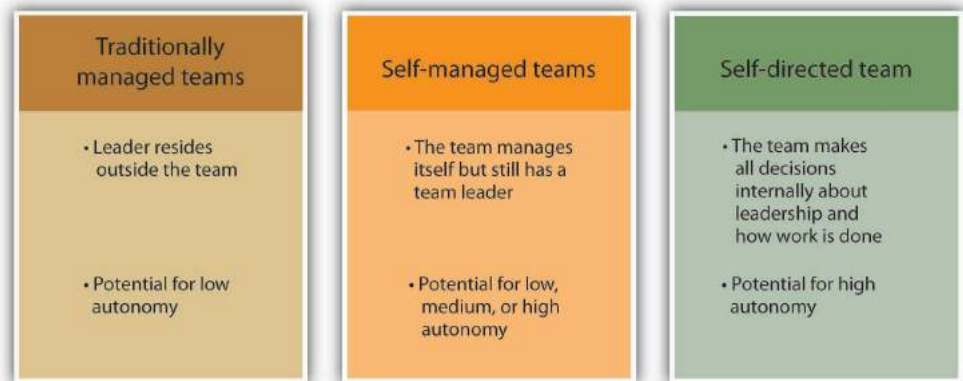 Traditionally
managed teams
• Leader resides
outside the team
• Potential for low
autonomy
Self-managed teams
• The team manages
itself but still has a
team leader
• Potential for low,
medium, or high
autonomy
Self-directed team
• The team makes
all decisions
internally about
leadership and
how work is done
• Potential for high
autonomy